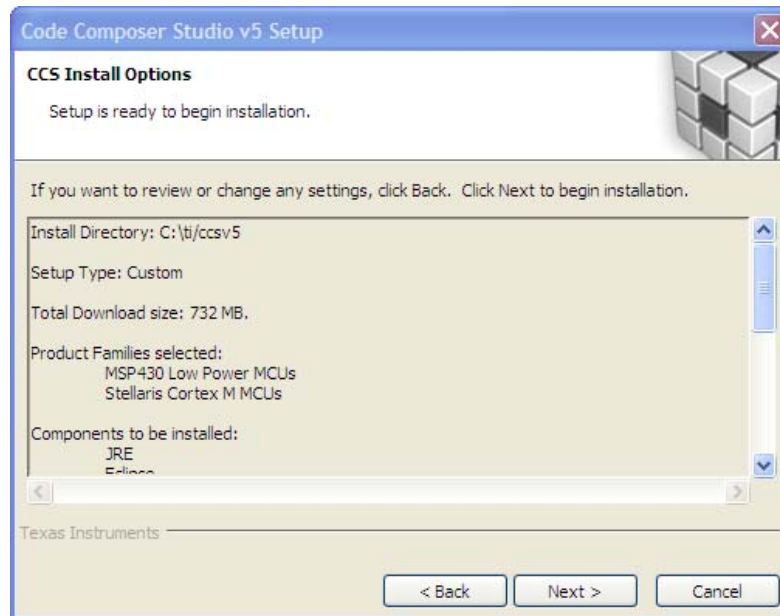 Code Composer Studio v5 Setup
CCS Install Options
Setup is ready to begin installation.
If you want to review or change any settings, click Back. Click Next to begin installation.
Install Directory: C:\ti/ccsv5
Setup Type: Custom
Total Download size: 732 MB.
Product Families selected:
MSP430 Low Power MCUs
Stellaris Cortex M MCUs
Components to be installed:
JRE
Eclipse
Texas Instruments
< Back
Next >
Cancel